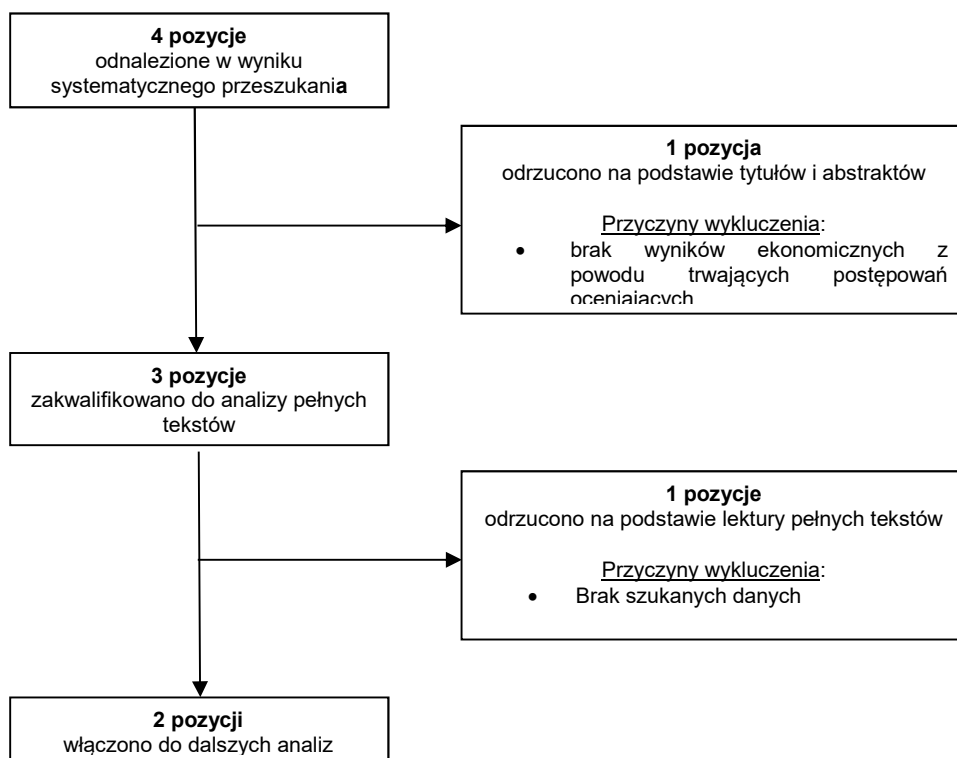 4 pozycje
odnalezione w wyniku
systematycznego przeszukania
1 pozycja
odrzucono na podstawie tytułów i abstraktów
Przyczyny wykluczenia:
• brak wyników ekonomicznych z
powodu trwających postępowań
oceniających
3 pozycje
zakwalifikowano do analizy pełnych
tekstów
1 pozycje
odrzucono na podstawie lektury pełnych tekstów
Przyczyny wykluczenia:
• Brak szukanych danych
2 pozycji
włączono do dalszych analiz